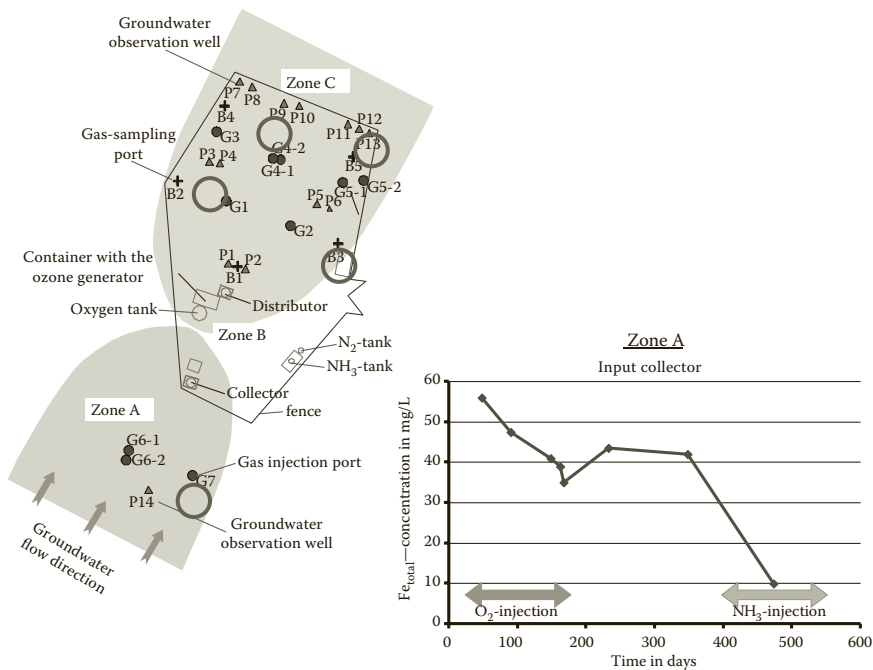 Groundwater
observation well
Zone C
P7
P8
B4
P9
P10
P12
P11
P13
G3
Gas-sampling
port
G4-2
G4-1
P3 P4
B5
G5-2
G5-1
B2
G1
P5
P6
G2
B3
P1
P2
B1
Container with the
ozone generator
Oxygen tank
Distributor
Zone B
N2-tank
NH3-tank
Collector
fence
Zone A
G6-1
G6-2
Gas injection port
G7
P14
Groundwater
observation well
Groundwater
flow direction
Zone A
Input collector
Fetotal—concentration in mg/L
60
50
40
30
20
10
0
O2-injection
NH3-injection
0 100 200 300 400 500 600
Time in days